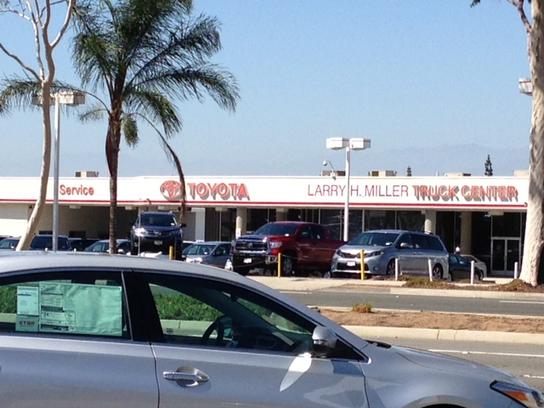 Service TOYOTA LARRY H. MILLER TRUCK CENTER